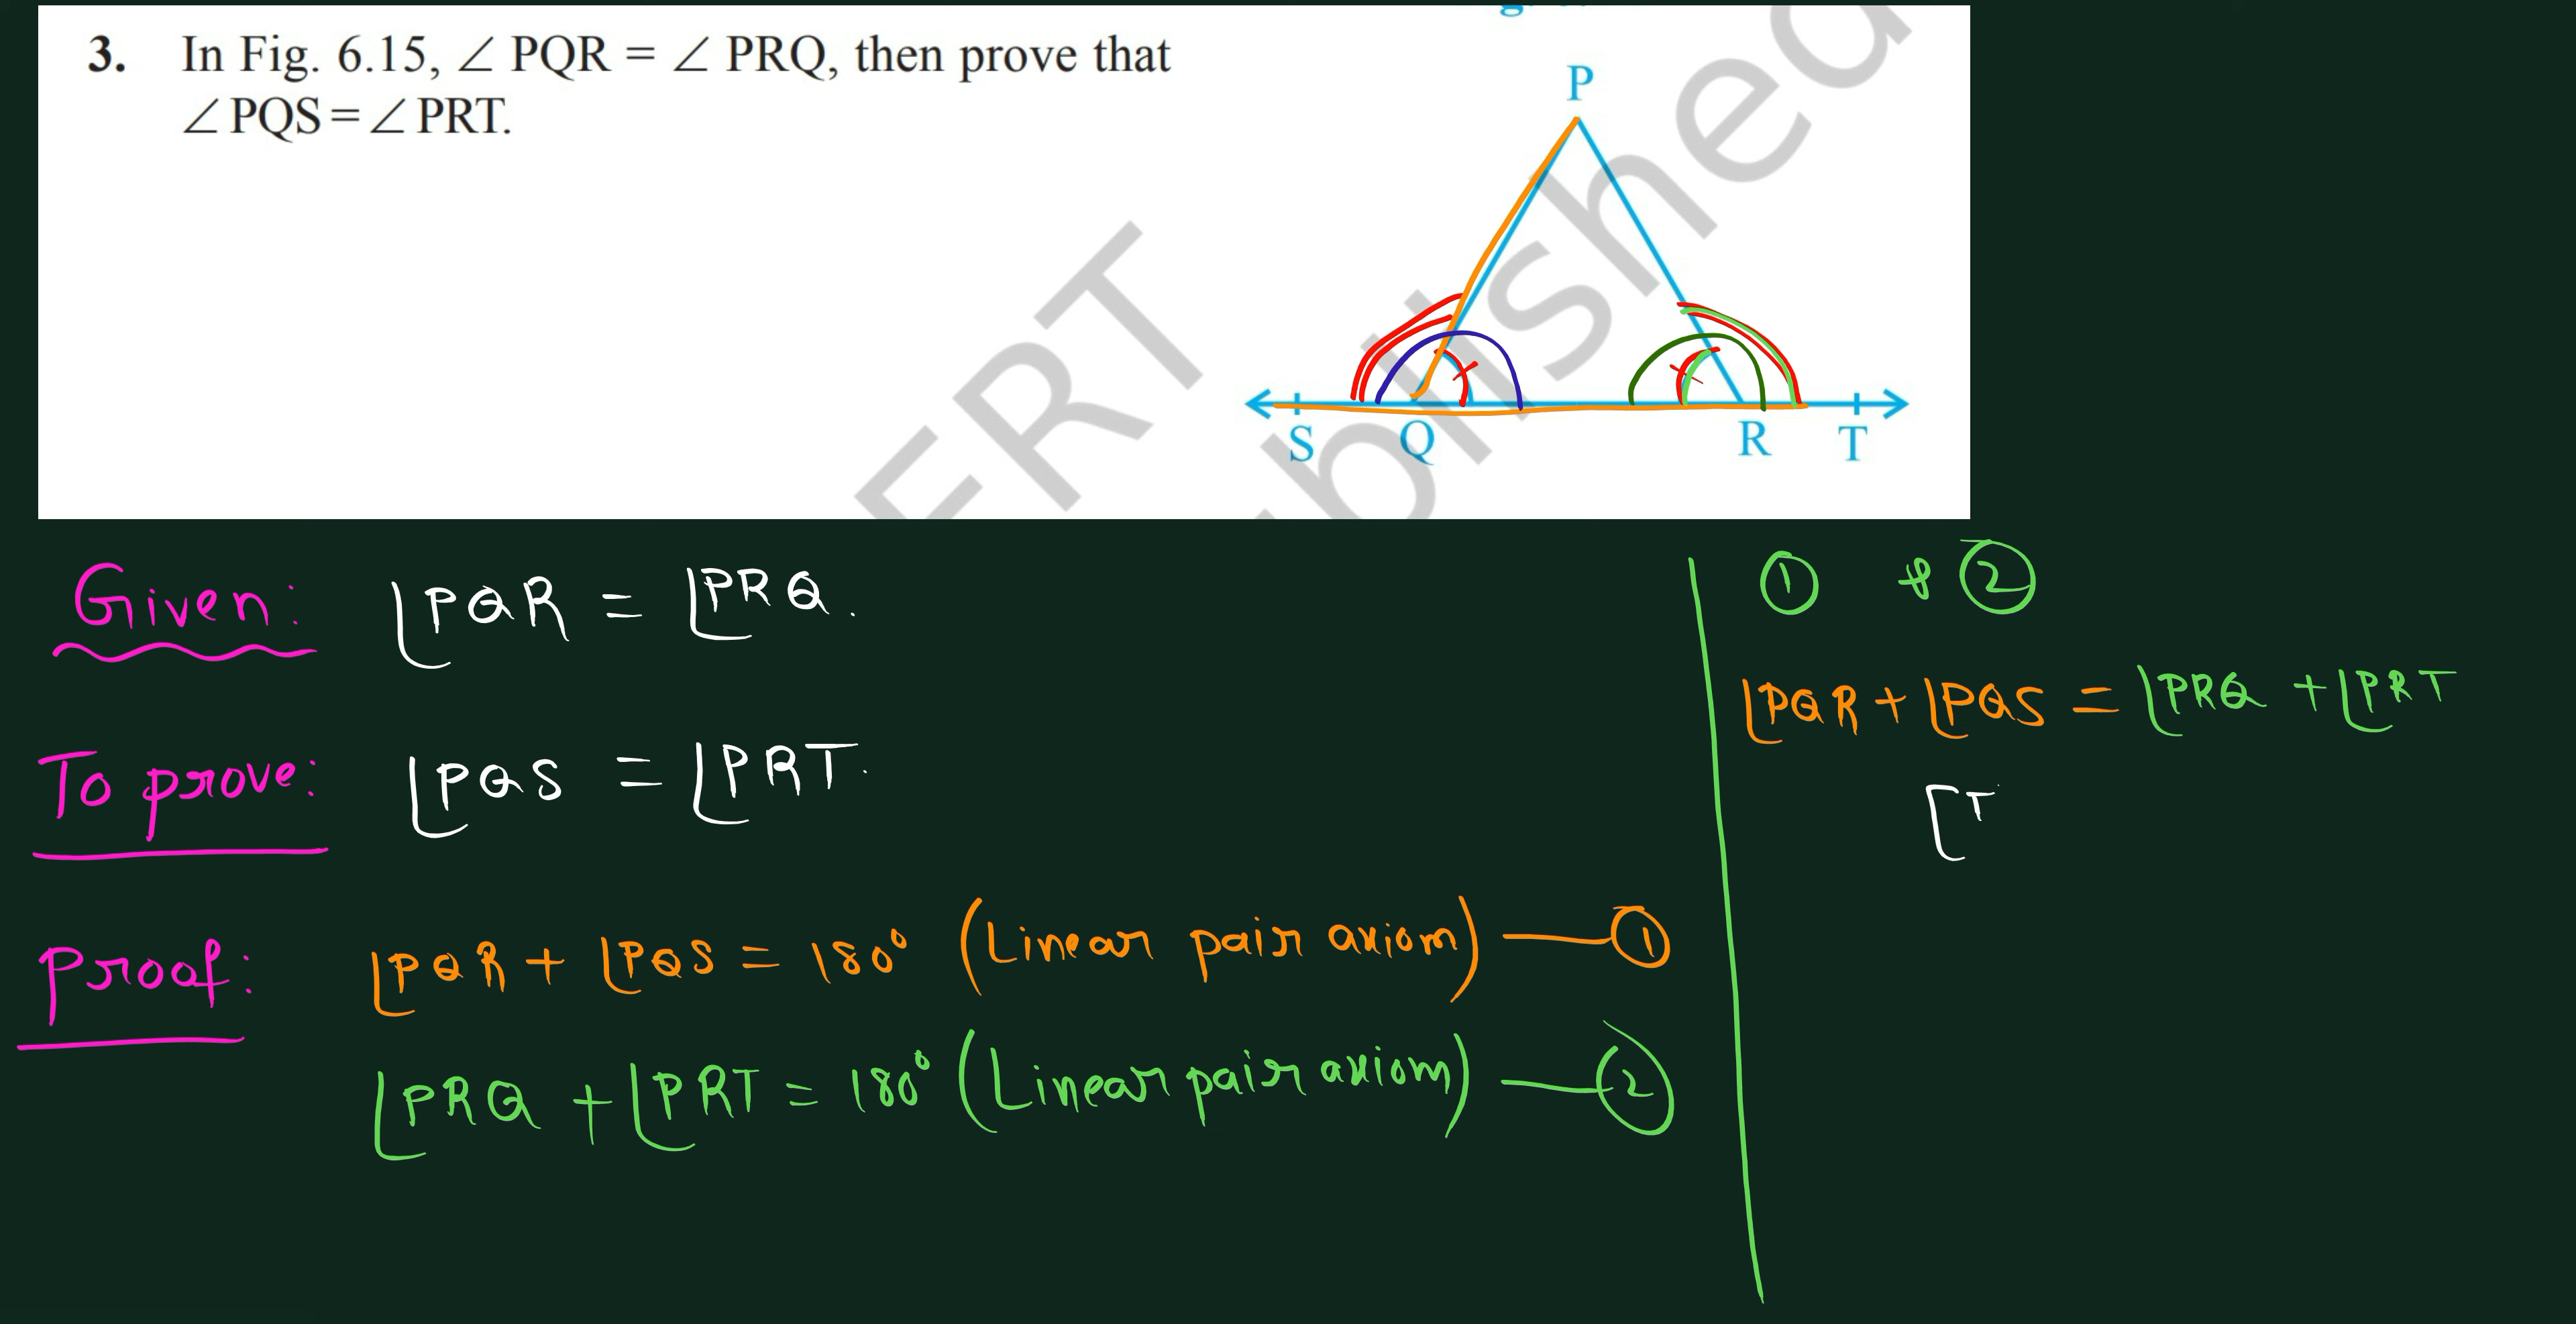 3. In Fig. 6.15, ∠ PQR = ∠ PRQ, then prove that
∠ PQS = ∠ PRT.
P
S Q R T
ERT
blished
Given: ⌊PQR = ⌊PRQ.
To prove: ⌊PQS = ⌊PRT.
Proof: ⌊PQR + ⌊PQS = 180° (Linear pair axiom) — ①
⌊PRQ + ⌊PRT = 180° (Linear pair axiom) — ②
① & ②
⌊PQR + ⌊PQS = ⌊PRQ + ⌊PRT